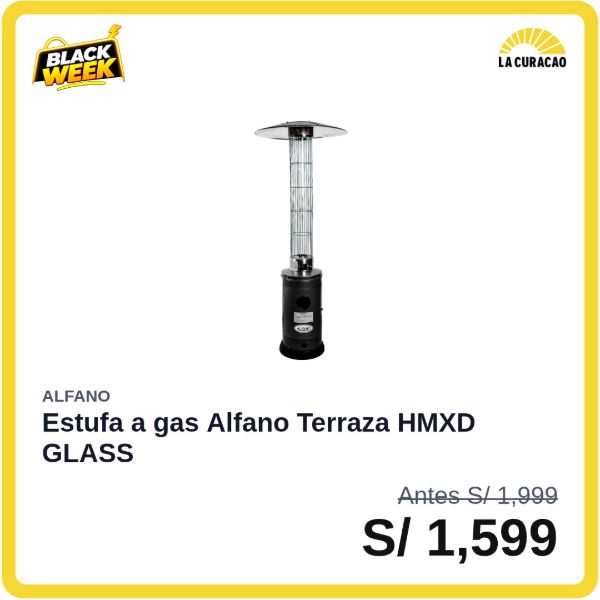 BLACK
WEEK
LA CURACAO
ALFANO
Estufa a gas Alfano Terraza HMXD
GLASS
Antes S/ 1,999
S/ 1,599